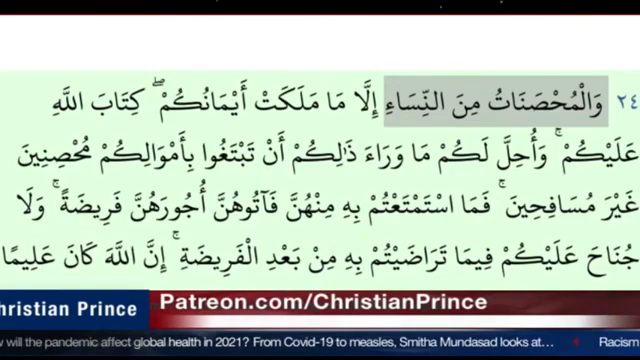 ٢٤ وَالْمُحْصَنَاتُ مِنَ النِّسَاءِ إِلَّا مَا مَلَكَتْ أَيْمَانُكُمْ ۖ كِتَابَ اللَّهِ
عَلَيْكُمْ ۚ وَأُحِلَّ لَكُمْ مَا وَرَاءَ ذَٰلِكُمْ أَنْ تَبْتَغُوا بِأَمْوَالِكُمْ مُحْصِنِينَ
غَيْرَ مُسَافِحِينَ ۚ فَمَا اسْتَمْتَعْتُمْ بِهِ مِنْهُنَّ فَآتُوهُنَّ أُجُورَهُنَّ فَرِيضَةً ۚ وَلَا
جُنَاحَ عَلَيْكُمْ فِيمَا تَرَاضَيْتُمْ بِهِ مِنْ بَعْدِ الْفَرِيضَةِ ۚ إِنَّ اللَّهَ كَانَ عَلِيمًا
hristian Prince
Patreon.com/ChristianPrince
w will the pandemic affect global health in 2021? From Covid-19 to measles, Smitha Mundasad looks at... Racism